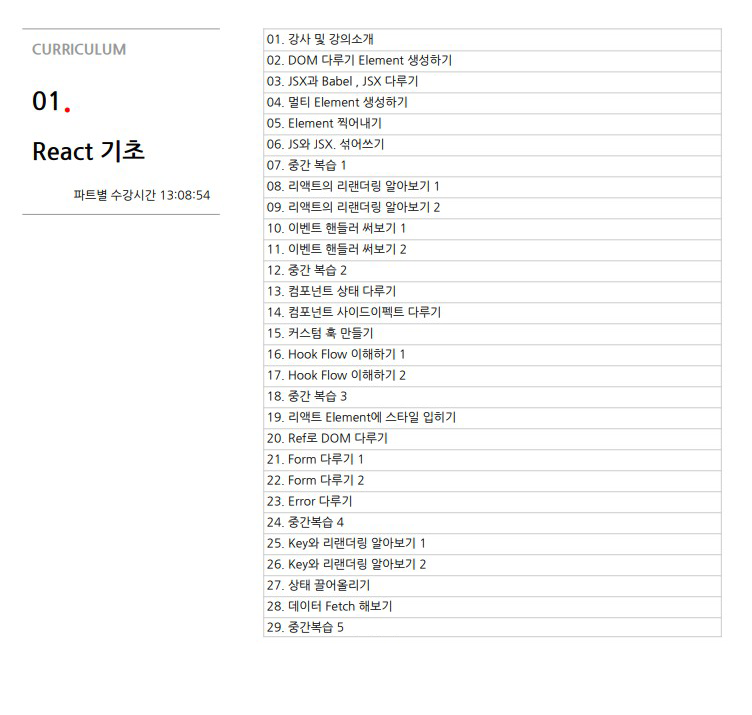 CURRICULUM
01.
React 기초
파트별 수강시간 13:08:54
01. 강사 및 강의소개
02. DOM 다루기 Element 생성하기
03. JSX과 Babel , JSX 다루기
04. 멀티 Element 생성하기
05. Element 찍어내기
06. JS와 JSX. 섞어쓰기
07. 중간 복습 1
08. 리액트의 리랜더링 알아보기 1
09. 리액트의 리랜더링 알아보기 2
10. 이벤트 핸들러 써보기 1
11. 이벤트 핸들러 써보기 2
12. 중간 복습 2
13. 컴포넌트 상태 다루기
14. 컴포넌트 사이드이펙트 다루기
15. 커스텀 훅 만들기
16. Hook Flow 이해하기 1
17. Hook Flow 이해하기 2
18. 중간 복습 3
19. 리액트 Element에 스타일 입히기
20. Ref로 DOM 다루기
21. Form 다루기 1
22. Form 다루기 2
23. Error 다루기
24. 중간복습 4
25. Key와 리랜더링 알아보기 1
26. Key와 리랜더링 알아보기 2
27. 상태 끌어올리기
28. 데이터 Fetch 해보기
29. 중간복습 5